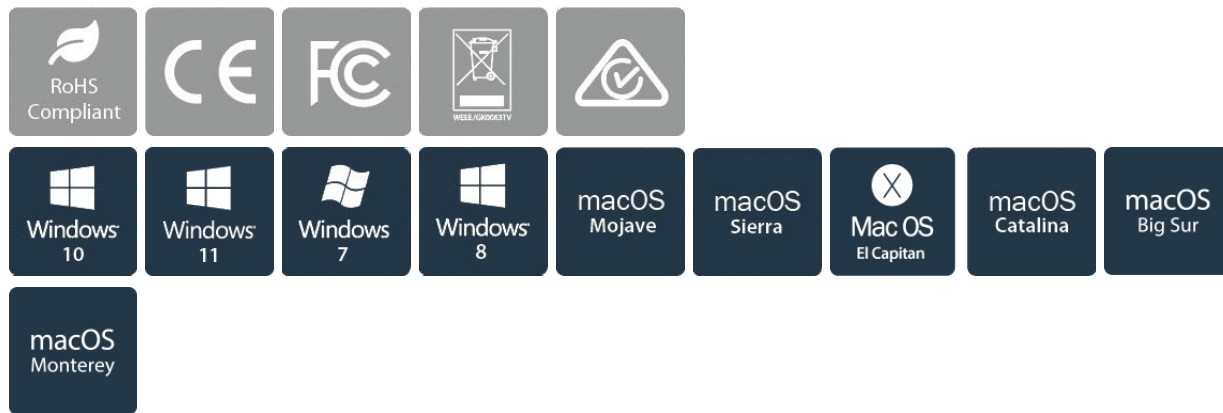 RoHS
Compliant
CE
FC
WEEE/GK0063TV
Windows
10
Windows
11
Windows
7
Windows
8
macOS
Mojave
macOS
Sierra
X
Mac OS
El Capitan
macOS
Catalina
macOS
Big Sur
macOS
Monterey